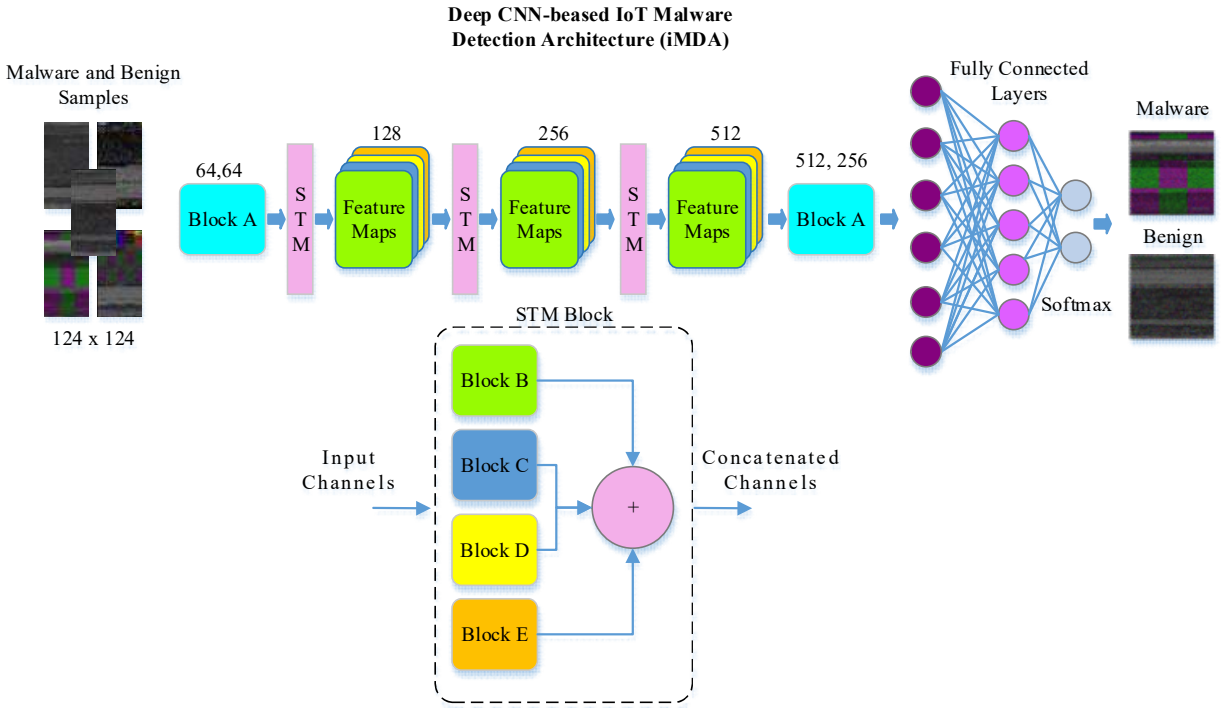 Deep CNN-beased IoT Malware
Detection Architecture (iMDA)
Malware and Benign
Samples
124 x 124
64,64
Block A
S
T
M
128
Feature
Maps
S
T
M
256
Feature
Maps
S
T
M
512
Feature
Maps
512, 256
Block A
Fully Connected
Layers
Softmax
Malware
Benign
STM Block
Input
Channels
Block B
Block C
Block D
Block E
+
Concatenated
Channels